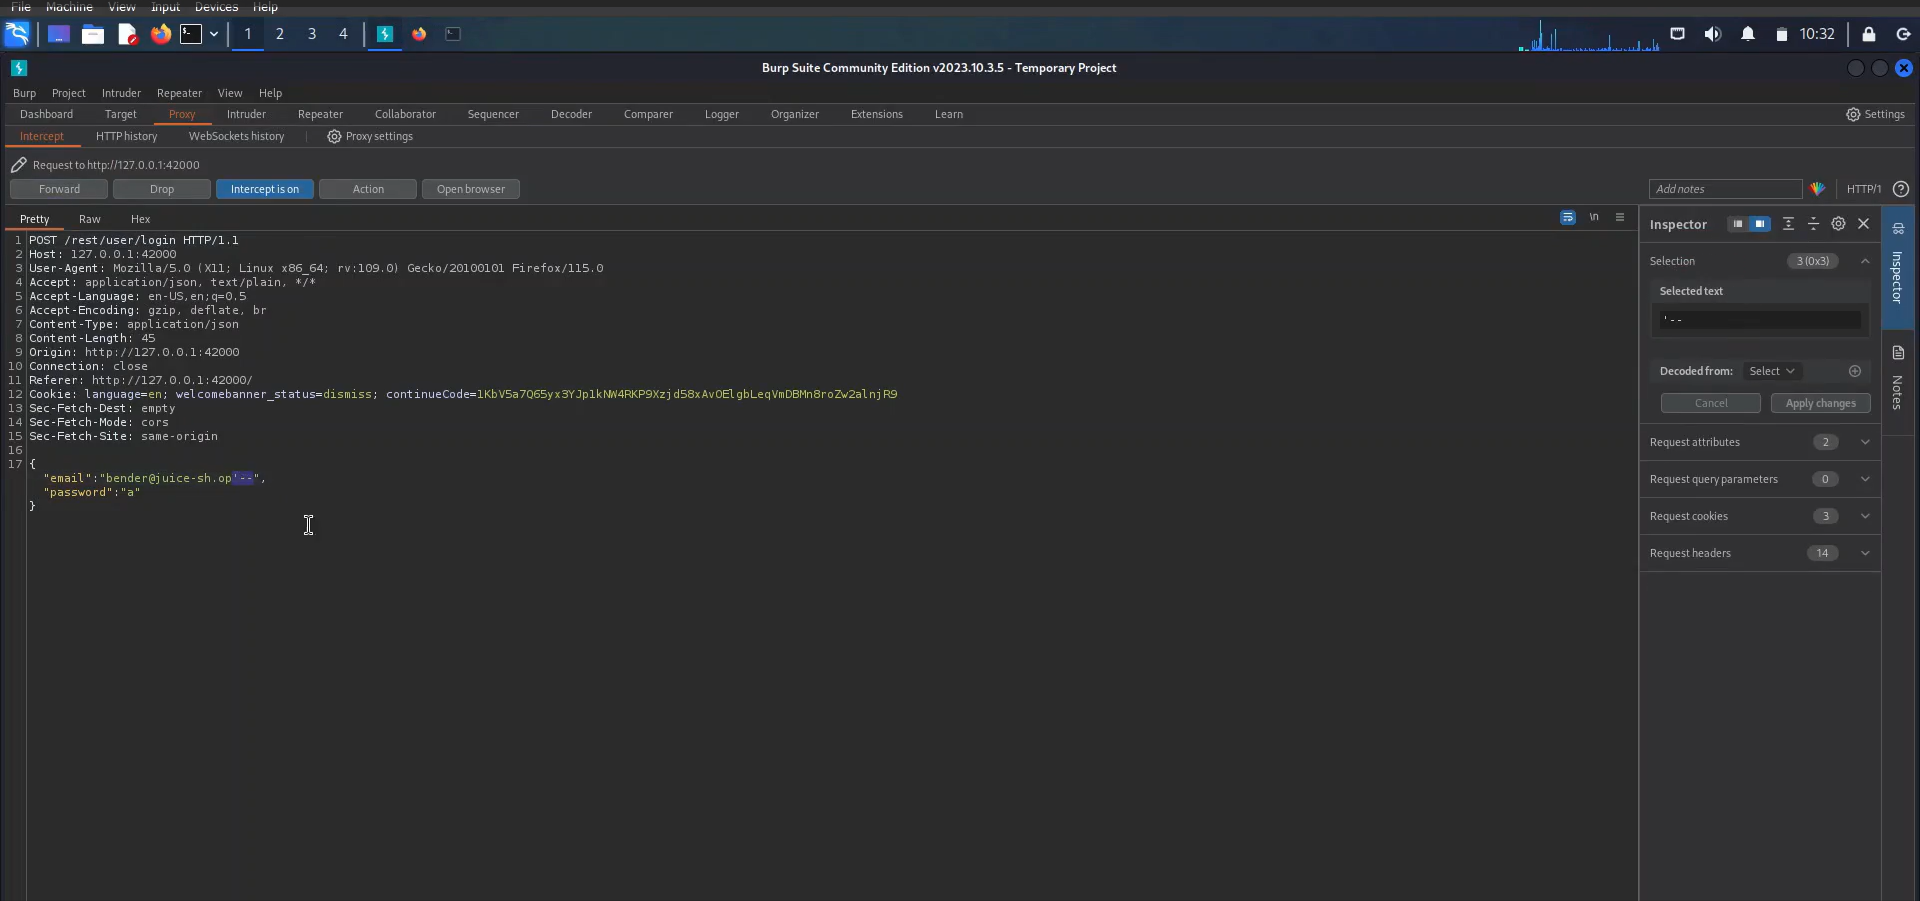 File Machine View Input Devices Help
1 2 3 4 10:32
Burp Suite Community Edition v2023.10.3.5 - Temporary Project
Burp Project Intruder Repeater View Help
Dashboard Target Proxy Intruder Repeater Collaborator Sequencer Decoder Comparer Logger Organizer Extensions Learn Settings
Intercept HTTP history WebSockets history Proxy settings
Request to http://127.0.0.1:42000
Forward Drop Intercept is on Action Open browser Add notes HTTP/1
Pretty Raw Hex \n
1 POST /rest/user/login HTTP/1.1
2 Host: 127.0.0.1:42000
3 User-Agent: Mozilla/5.0 (X11; Linux x86_64; rv:109.0) Gecko/20100101 Firefox/115.0
4 Accept: application/json, text/plain, */*
5 Accept-Language: en-US,en;q=0.5
6 Accept-Encoding: gzip, deflate, br
7 Content-Type: application/json
8 Content-Length: 45
9 Origin: http://127.0.0.1:42000
10 Connection: close
11 Referer: http://127.0.0.1:42000/
12 Cookie: language=en; welcomebanner_status=dismiss; continueCode=1KbV5a7Q65yx3YJp1kNW4RKP9Xzjd58xAvOElgbLeqVmDBMn8roZw2alnjR9
13 Sec-Fetch-Dest: empty
14 Sec-Fetch-Mode: cors
15 Sec-Fetch-Site: same-origin
16
17 {
"email":"bender@juice-sh.op'--",
"password":"a"
}
Inspector
Selection 3 (0x3)
Selected text
'--
Decoded from: Select
Cancel Apply changes
Request attributes 2
Request query parameters 0
Request cookies 3
Request headers 14
Inspector
Notes